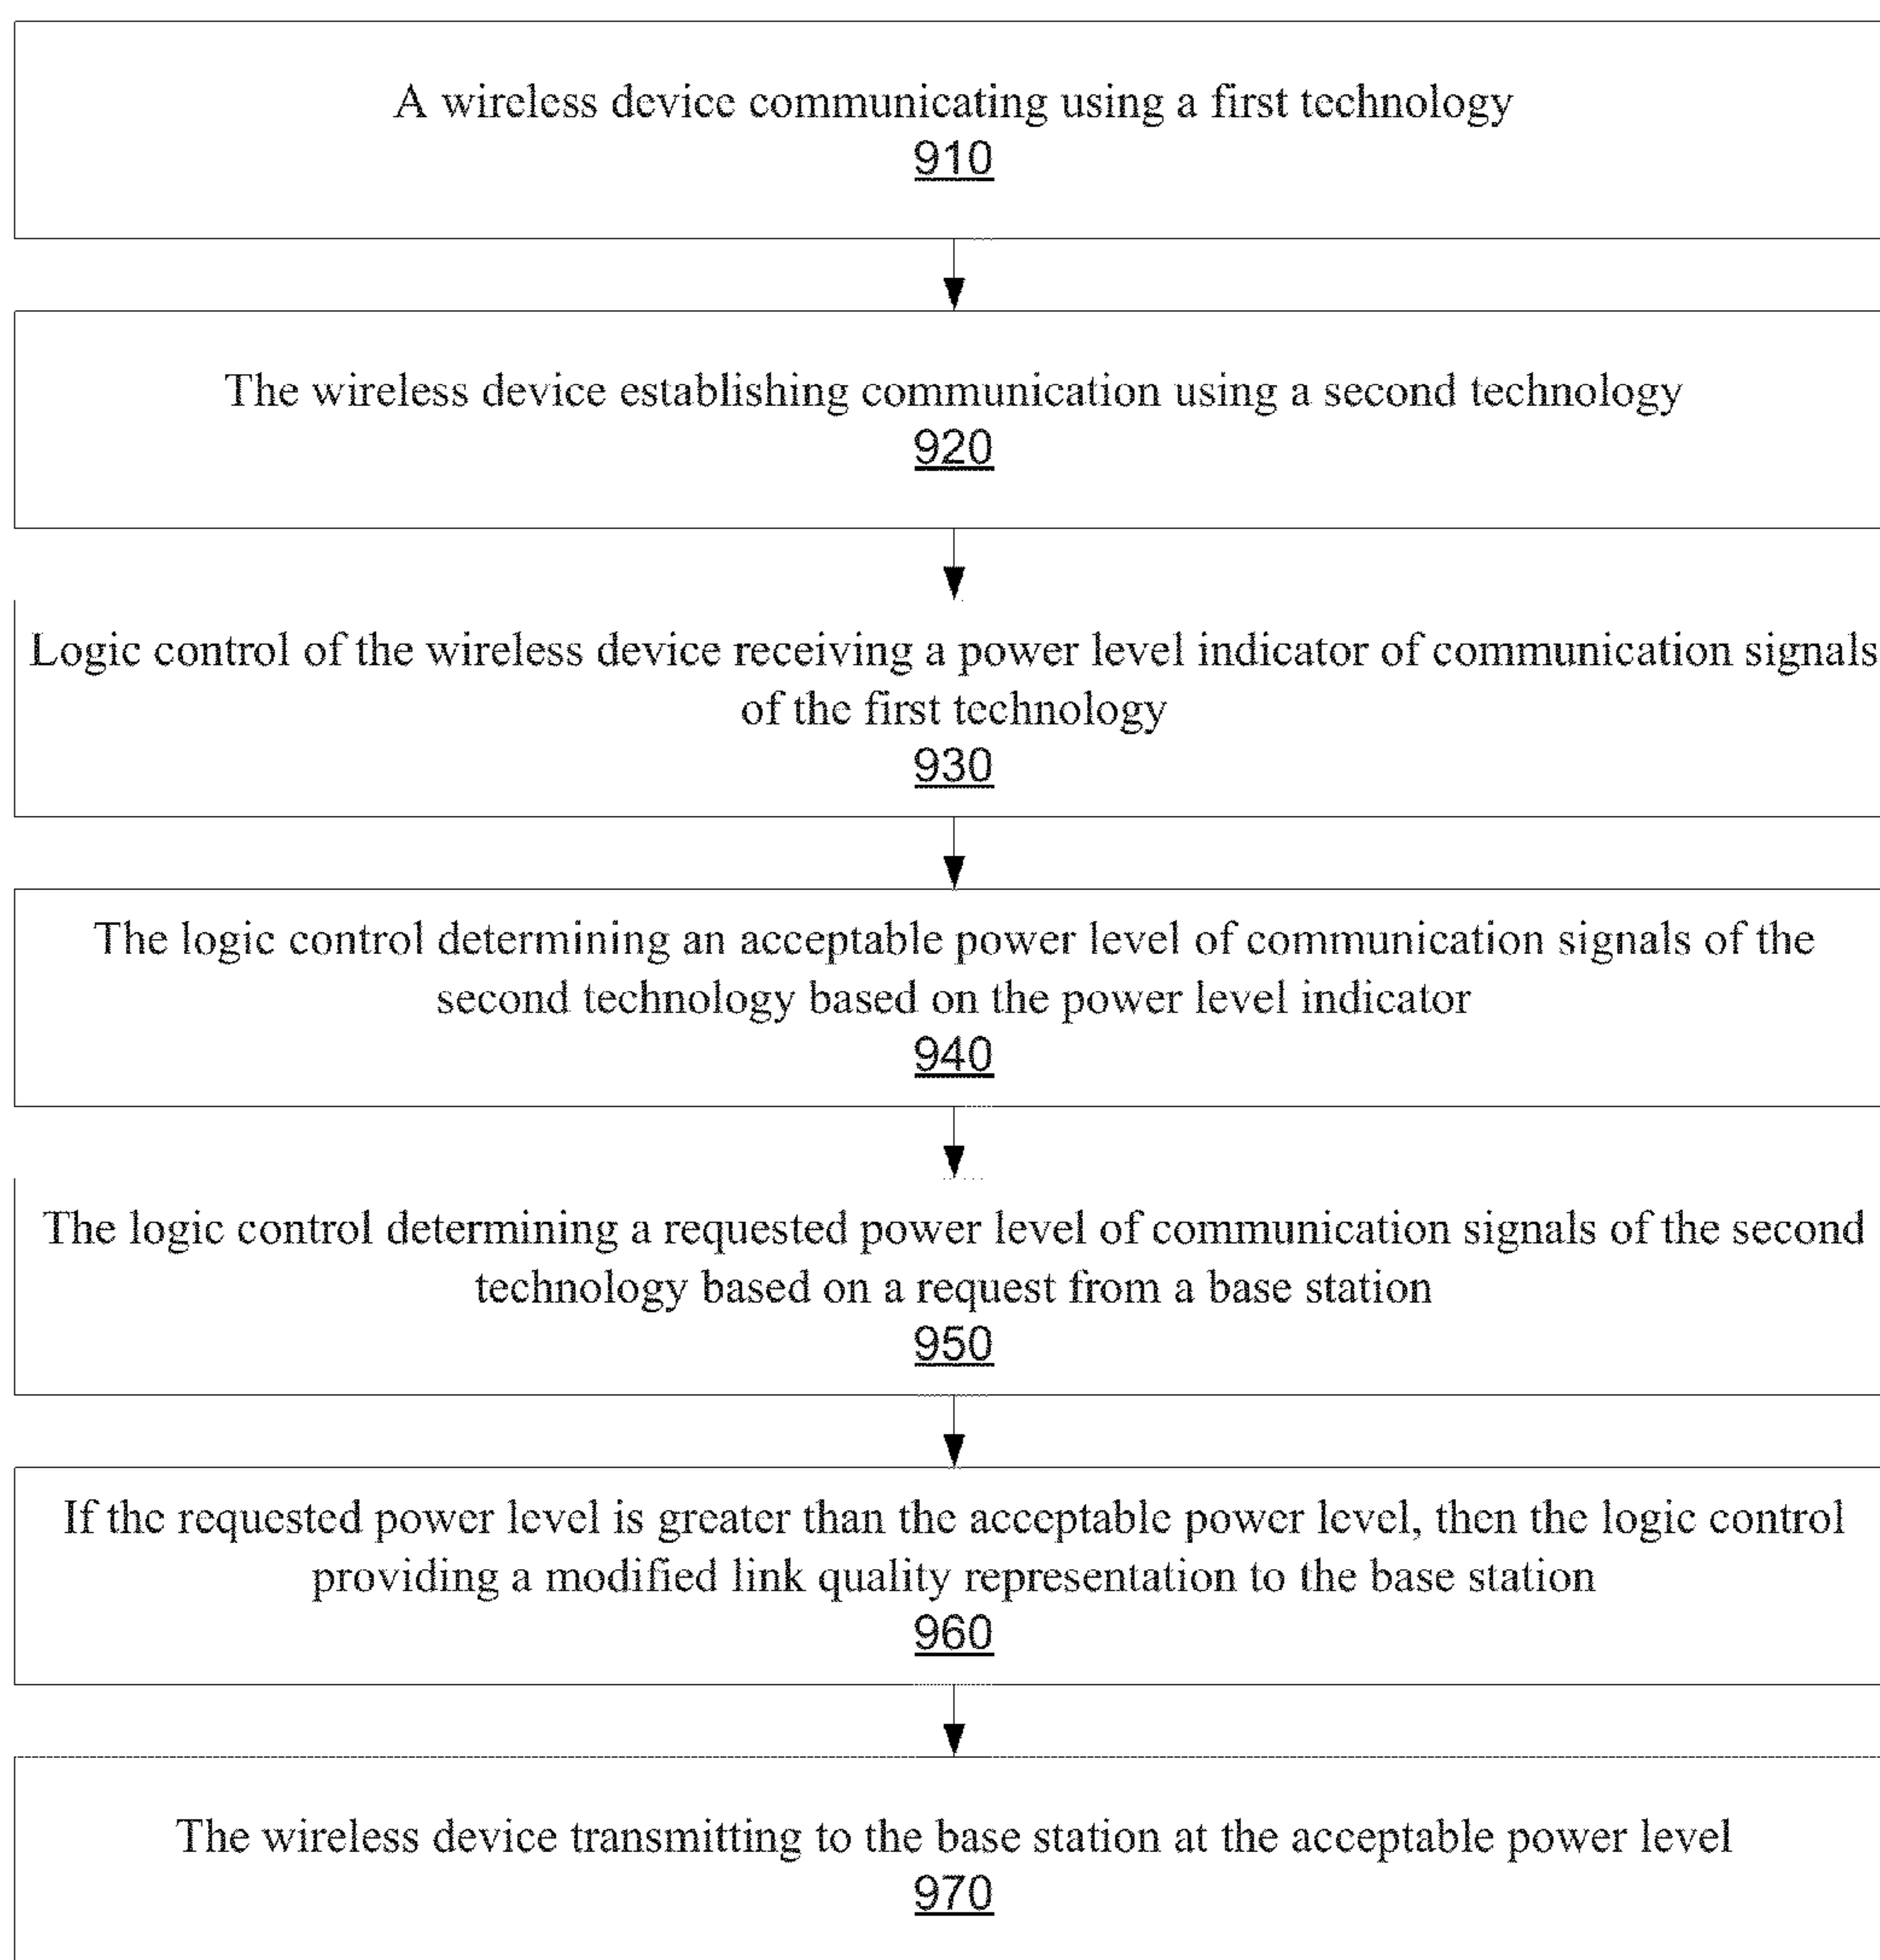 A wireless device communicating using a first technology
910
The wireless device establishing communication using a second technology
920
Logic control of the wireless device receiving a power level indicator of communication signals
of the first technology
930
The logic control determining an acceptable power level of communication signals of the
second technology based on the power level indicator
940
The logic control determining a requested power level of communication signals of the second
technology based on a request from a base station
950
If the requested power level is greater than the acceptable power level, then the logic control
providing a modified link quality representation to the base station
960
The wireless device transmitting to the base station at the acceptable power level
970